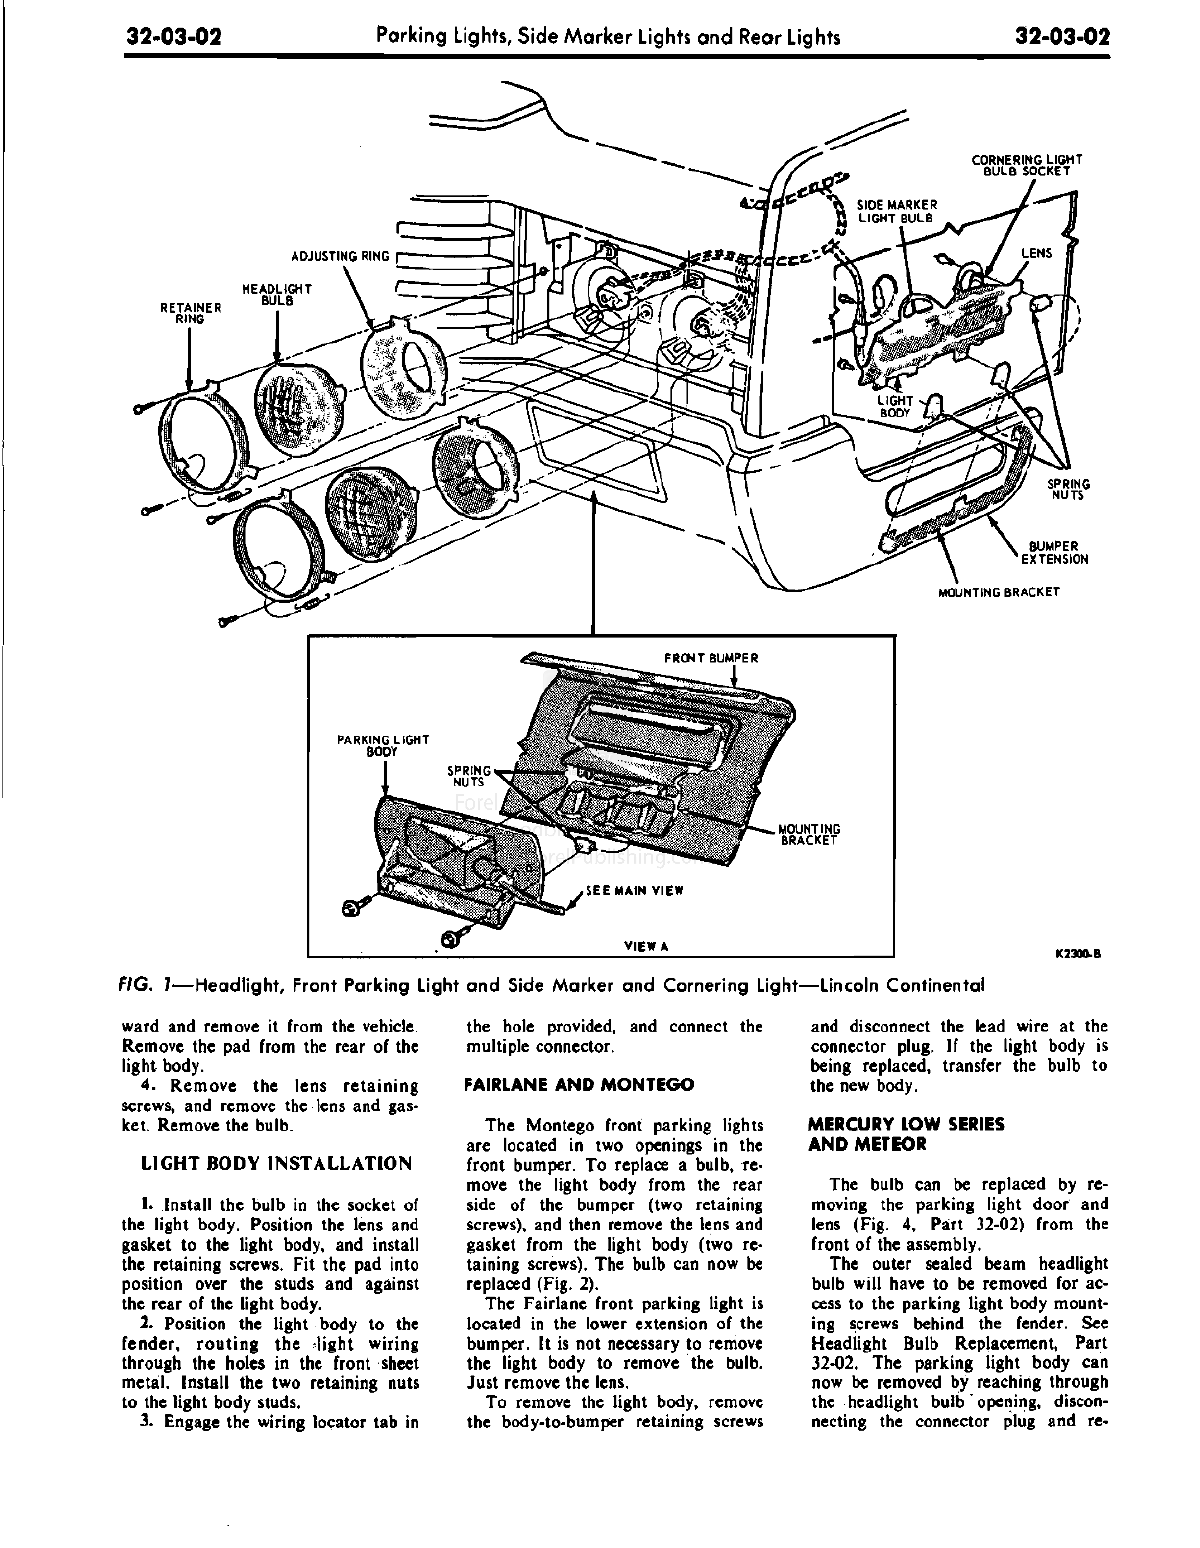 32-03-02 Parking Lights, Side Marker Lights and Rear Lights 32-03-02
CORNERING LIGHT
BULB SOCKET
SIDE MARKER
LIGHT BULB
LENS
ADJUSTING RING
HEADLIGHT
BULB
RETAINER
RING
LIGHT
BODY
SPRING
NUTS
BUMPER
EXTENSION
MOUNTING BRACKET
FRONT BUMPER
PARKING LIGHT
BODY
SPRING
NUTS
MOUNTING
BRACKET
SEE MAIN VIEW
VIEW A
K2300-B
FIG. 1—Headlight, Front Parking Light and Side Marker and Cornering Light—Lincoln Continental
ward and remove it from the vehicle.
Remove the pad from the rear of the
light body.
4. Remove the lens retaining
screws, and remove the lens and gas-
ket. Remove the bulb.
LIGHT BODY INSTALLATION
1. Install the bulb in the socket of
the light body. Position the lens and
gasket to the light body, and install
the retaining screws. Fit the pad into
position over the studs and against
the rear of the light body.
2. Position the light body to the
fender, routing the light wiring
through the holes in the front sheet
metal. Install the two retaining nuts
to the light body studs.
3. Engage the wiring locator tab in
the hole provided, and connect the
multiple connector.
FAIRLANE AND MONTEGO
The Montego front parking lights
are located in two openings in the
front bumper. To replace a bulb, re-
move the light body from the rear
side of the bumper (two retaining
screws), and then remove the lens and
gasket from the light body (two re-
taining screws). The bulb can now be
replaced (Fig. 2).
The Fairlane front parking light is
located in the lower extension of the
bumper. It is not necessary to remove
the light body to remove the bulb.
Just remove the lens.
To remove the light body, remove
the body-to-bumper retaining screws
and disconnect the lead wire at the
connector plug. If the light body is
being replaced, transfer the bulb to
the new body.
MERCURY LOW SERIES
AND METEOR
The bulb can be replaced by re-
moving the parking light door and
lens (Fig. 4, Part 32-02) from the
front of the assembly.
The outer sealed beam headlight
bulb will have to be removed for ac-
cess to the parking light body mount-
ing screws behind the fender. See
Headlight Bulb Replacement, Part
32-02. The parking light body can
now be removed by reaching through
the headlight bulb opening, discon-
necting the connector plug and re-